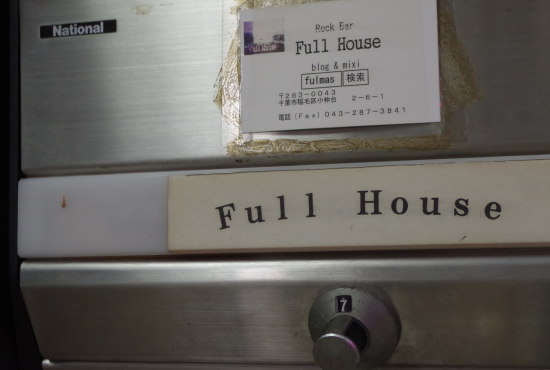 National
Rock Bar
Full House
blog & mixi
fulmas 検索
〒263-0043
千葉市稲毛区小仲台 2-6-1
電話(Fax) 043-287-3841
Full House
7